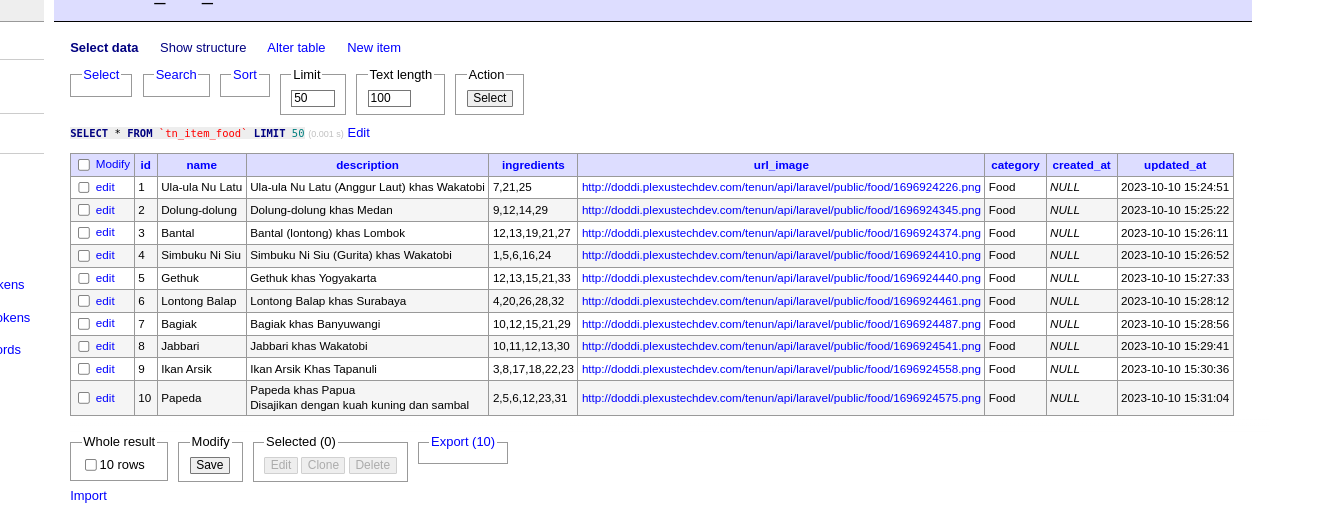 Select data Show structure Alter table New item
Select Search Sort Limit Text length Action
50 100 Select
SELECT * FROM `tn_item_food` LIMIT 50 (0.001 s) Edit
Modify id name description ingredients url_image category created_at updated_at
edit 1 Ula-ula Nu Latu Ula-ula Nu Latu (Anggur Laut) khas Wakatobi 7,21,25 http://doddi.plexustechdev.com/tenun/api/laravel/public/food/1696924226.png Food NULL 2023-10-10 15:24:51
edit 2 Dolung-dolung Dolung-dolung khas Medan 9,12,14,29 http://doddi.plexustechdev.com/tenun/api/laravel/public/food/1696924345.png Food NULL 2023-10-10 15:25:22
edit 3 Bantal Bantal (lontong) khas Lombok 12,13,19,21,27 http://doddi.plexustechdev.com/tenun/api/laravel/public/food/1696924374.png Food NULL 2023-10-10 15:26:11
edit 4 Simbuku Ni Siu Simbuku Ni Siu (Gurita) khas Wakatobi 1,5,6,16,24 http://doddi.plexustechdev.com/tenun/api/laravel/public/food/1696924410.png Food NULL 2023-10-10 15:26:52
edit 5 Gethuk Gethuk khas Yogyakarta 12,13,15,21,33 http://doddi.plexustechdev.com/tenun/api/laravel/public/food/1696924440.png Food NULL 2023-10-10 15:27:33
kens
edit 6 Lontong Balap Lontong Balap khas Surabaya 4,20,26,28,32 http://doddi.plexustechdev.com/tenun/api/laravel/public/food/1696924461.png Food NULL 2023-10-10 15:28:12
okens
edit 7 Bagiak Bagiak khas Banyuwangi 10,12,15,21,29 http://doddi.plexustechdev.com/tenun/api/laravel/public/food/1696924487.png Food NULL 2023-10-10 15:28:56
ords
edit 8 Jabbari Jabbari khas Wakatobi 10,11,12,13,30 http://doddi.plexustechdev.com/tenun/api/laravel/public/food/1696924541.png Food NULL 2023-10-10 15:29:41
edit 9 Ikan Arsik Ikan Arsik Khas Tapanuli 3,8,17,18,22,23 http://doddi.plexustechdev.com/tenun/api/laravel/public/food/1696924558.png Food NULL 2023-10-10 15:30:36
edit 10 Papeda Papeda khas Papua
Disajikan dengan kuah kuning dan sambal 2,5,6,12,23,31 http://doddi.plexustechdev.com/tenun/api/laravel/public/food/1696924575.png Food NULL 2023-10-10 15:31:04
Whole result Modify Selected (0) Export (10)
10 rows Save Edit Clone Delete
Import